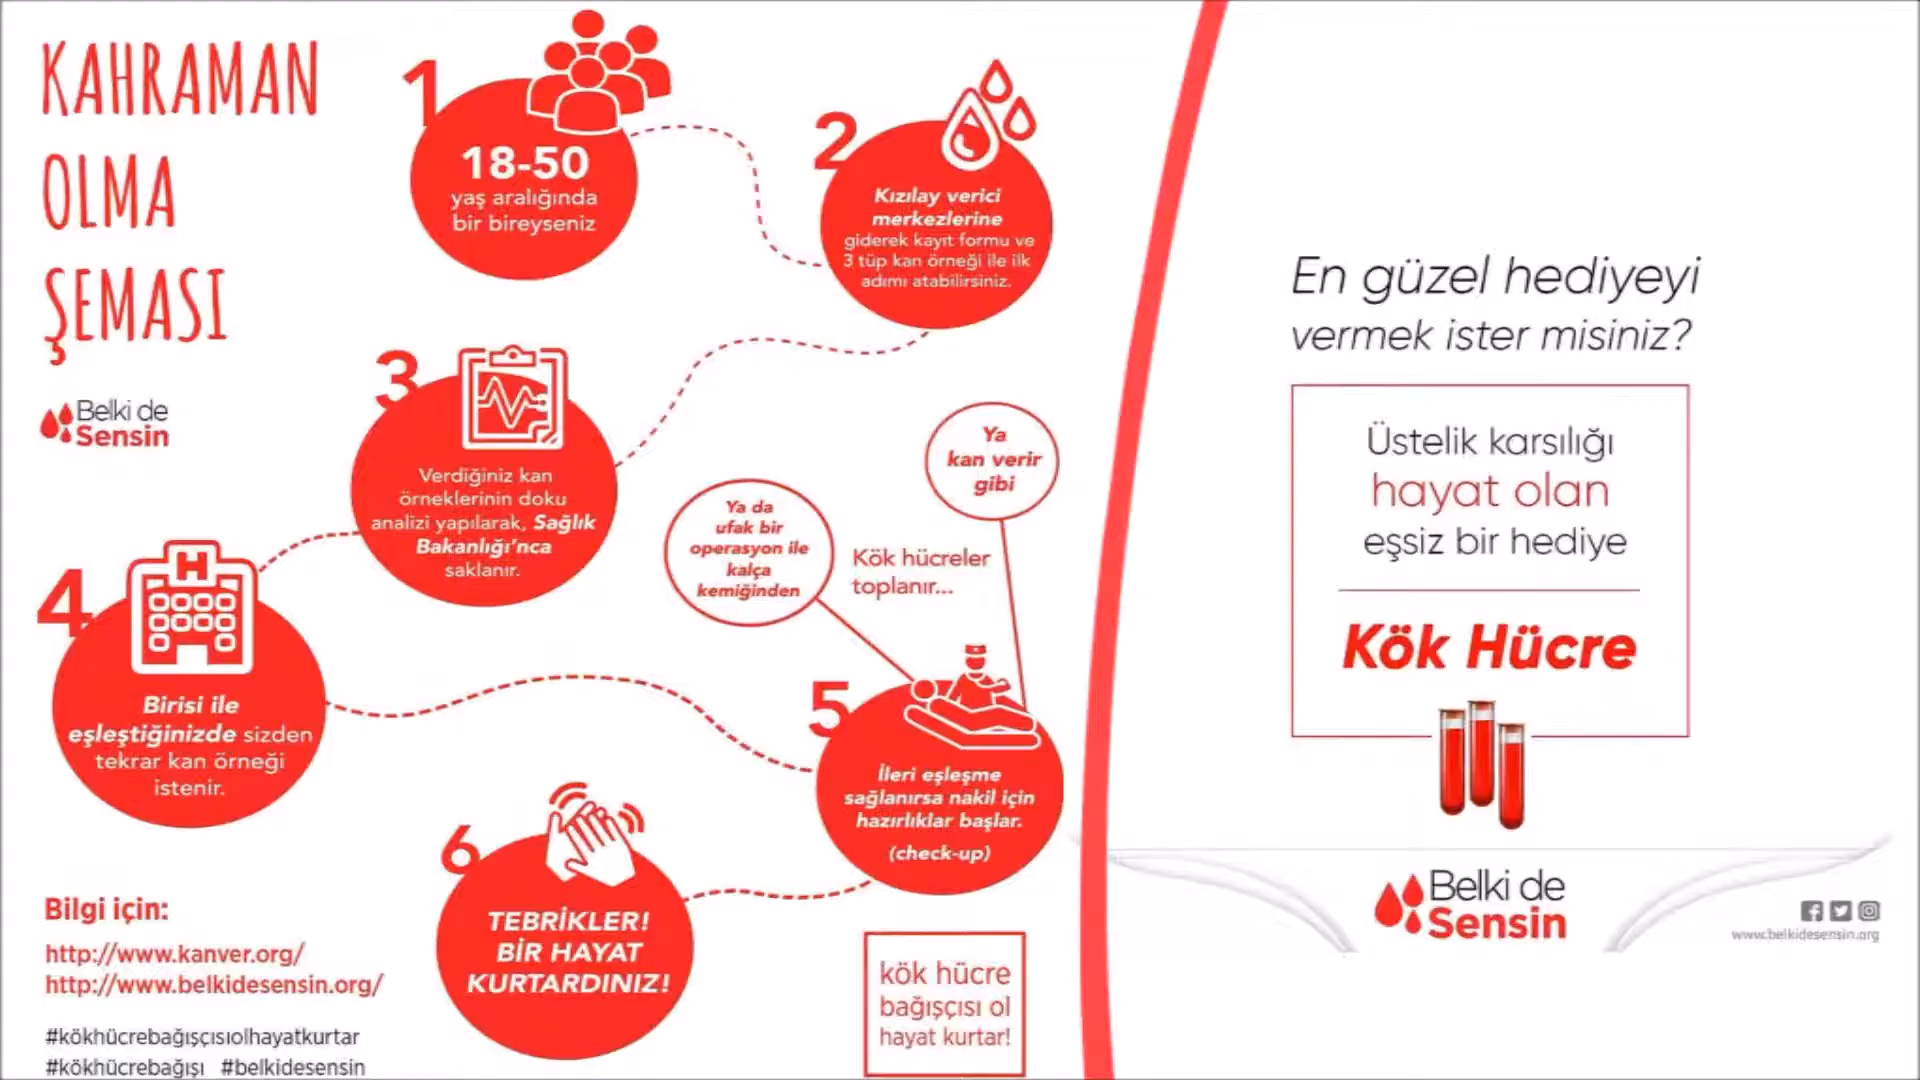 KAHRAMAN
OLMA
ŞEMASI
Belki de
Sensin
1
18-50
yaş aralığında
bir bireyseniz
2
Kızılay verici
merkezlerine
giderek kayıt formu ve
3 tüp kan örneği ile ilk
adımı atabilirsiniz.
3
Verdiğiniz kan
örneklerinin doku
analizi yapılarak, Sağlık
Bakanlığı'nca
saklanır.
4
H
Birisi ile
eşleştiğinizde sizden
tekrar kan örneği
istenir.
Ya da
ufak bir
operasyon ile
kalça
kemiğinden
Kök hücreler
toplanır...
Ya
kan verir
gibi
5
İleri eşleşme
sağlanırsa nakil için
hazırlıklar başlar.
(check-up)
6
TEBRİKLER!
BİR HAYAT
KURTARDINIZ!
Bilgi için:
http://www.kanver.org/
http://www.belkidesensin.org/
#kökhücrebağışçısıolhayatkurtar
#kökhücrebağışı #belkidesensin
kök hücre
bağışçısı ol
hayat kurtar!
En güzel hediyeyi
vermek ister misiniz?
Üstelik karsılığı
hayat olan
eşsiz bir hediye
Kök Hücre
Belki de
Sensin
www.belkidesensin.org